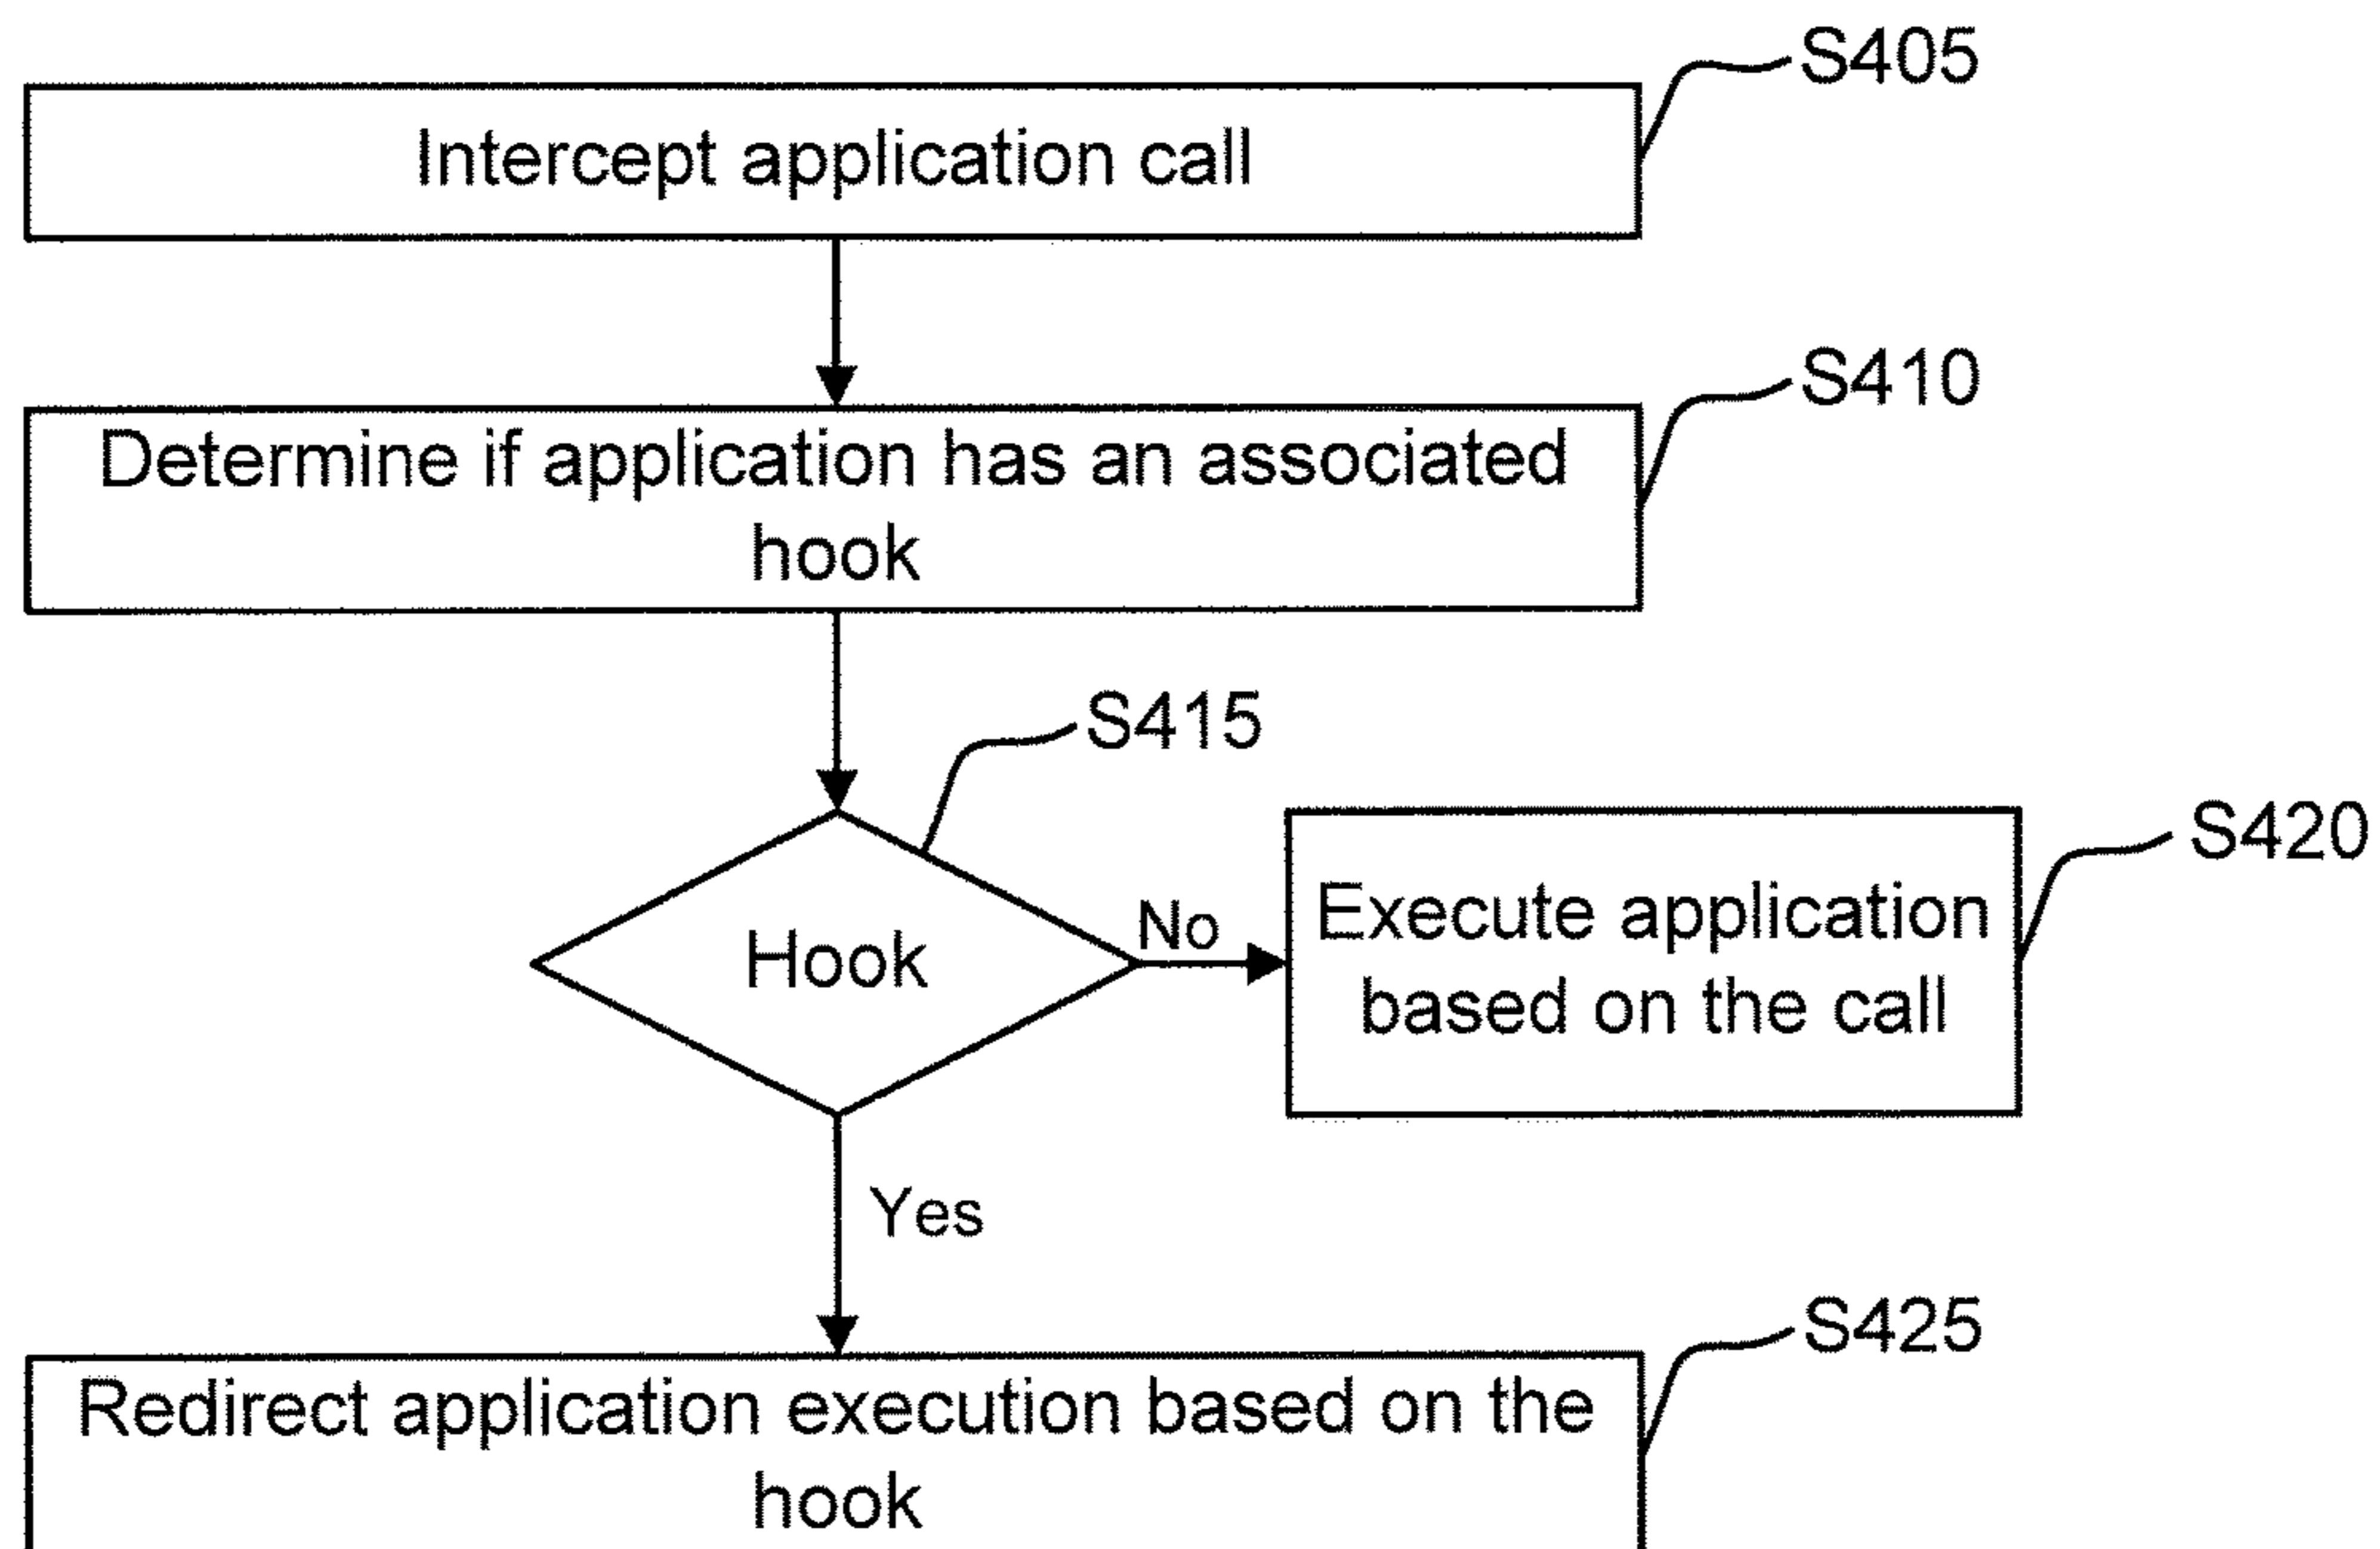 S405
Intercept application call
S410
Determine if application has an associated
hook
S415
Hook
No
S420
Execute application
based on the call
Yes
S425
Redirect application execution based on the
hook